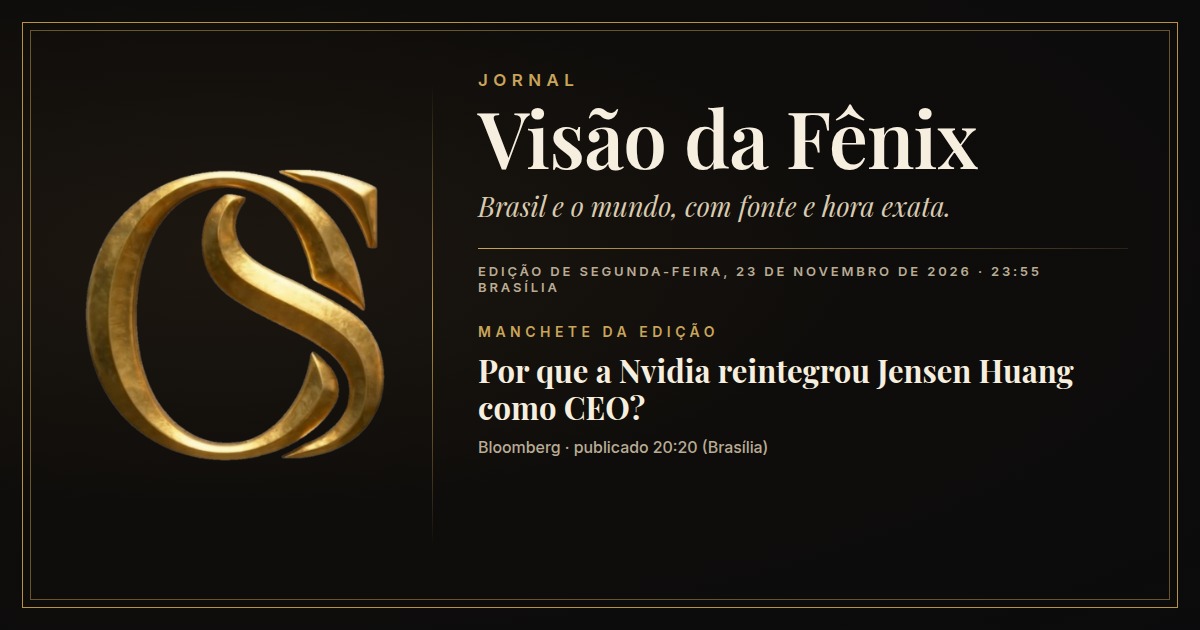 JORNAL
Visão da Fênix
Brasil e o mundo, com fonte e hora exata.
EDIÇÃO DE SEGUNDA-FEIRA, 23 DE NOVEMBRO DE 2026 · 23:55
BRASÍLIA
MANCHETE DA EDIÇÃO
Por que a Nvidia reintegrou Jensen Huang
como CEO?
Bloomberg · publicado 20:20 (Brasília)